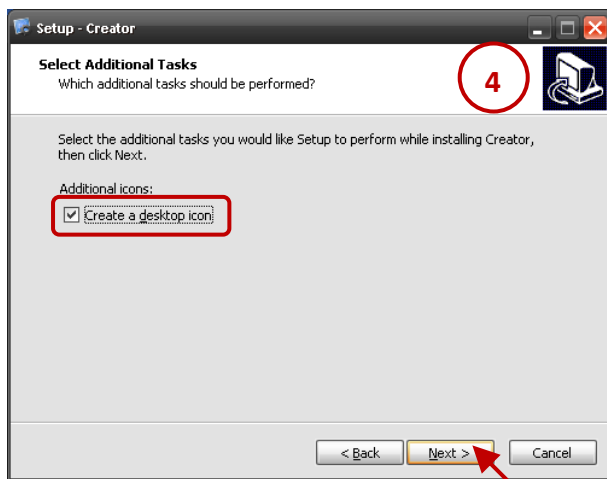 Setup - Creator
Select Additional Tasks
Which additional tasks should be performed?
4
Select the additional tasks you would like Setup to perform while installing Creator,
then click Next.
Additional icons:
Create a desktop icon
< Back
Next >
Cancel